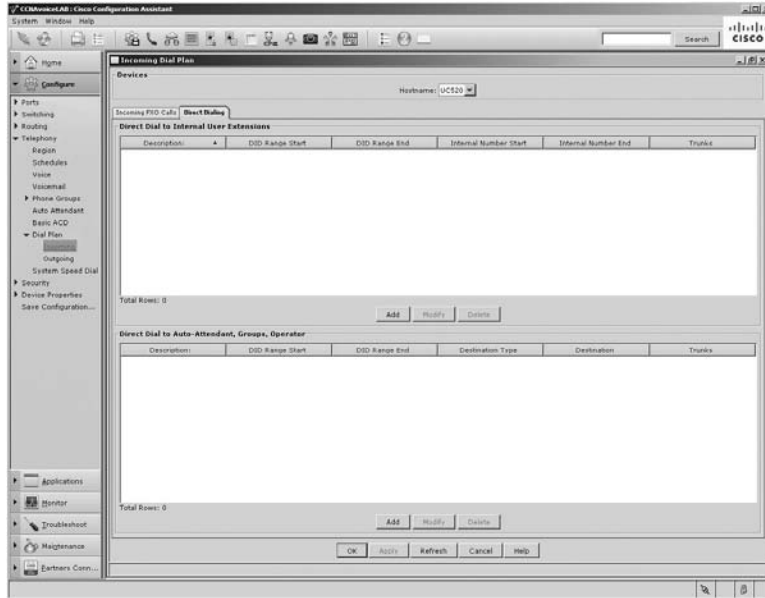 CCNAvoiceLAB : Cisco Configuration Assistant
System Window Help
Search
CISCO
Home
Configure
Ports
Switching
Routing
Telephony
Region
Schedules
Voice
Voicemail
Phone Groups
Auto Attendant
Basic ACD
Dial Plan
Incoming
Outgoing
System Speed Dial
Security
Device Properties
Save Configuration...
Applications
Monitor
Troubleshoot
Maintenance
Partners Conn...
Incoming Dial Plan
Devices
Hostname: UC520
Incoming FXO Calls Direct Dialing
Direct Dial to Internal User Extensions
Description: DID Range Start DID Range End Internal Number Start Internal Number End Trunks
Total Rows: 0
Add Modify Delete
Direct Dial to Auto-Attendant, Groups, Operator
Description: DID Range Start DID Range End Destination Type Destination Trunks
Total Rows: 0
Add Modify Delete
OK Apply Refresh Cancel Help